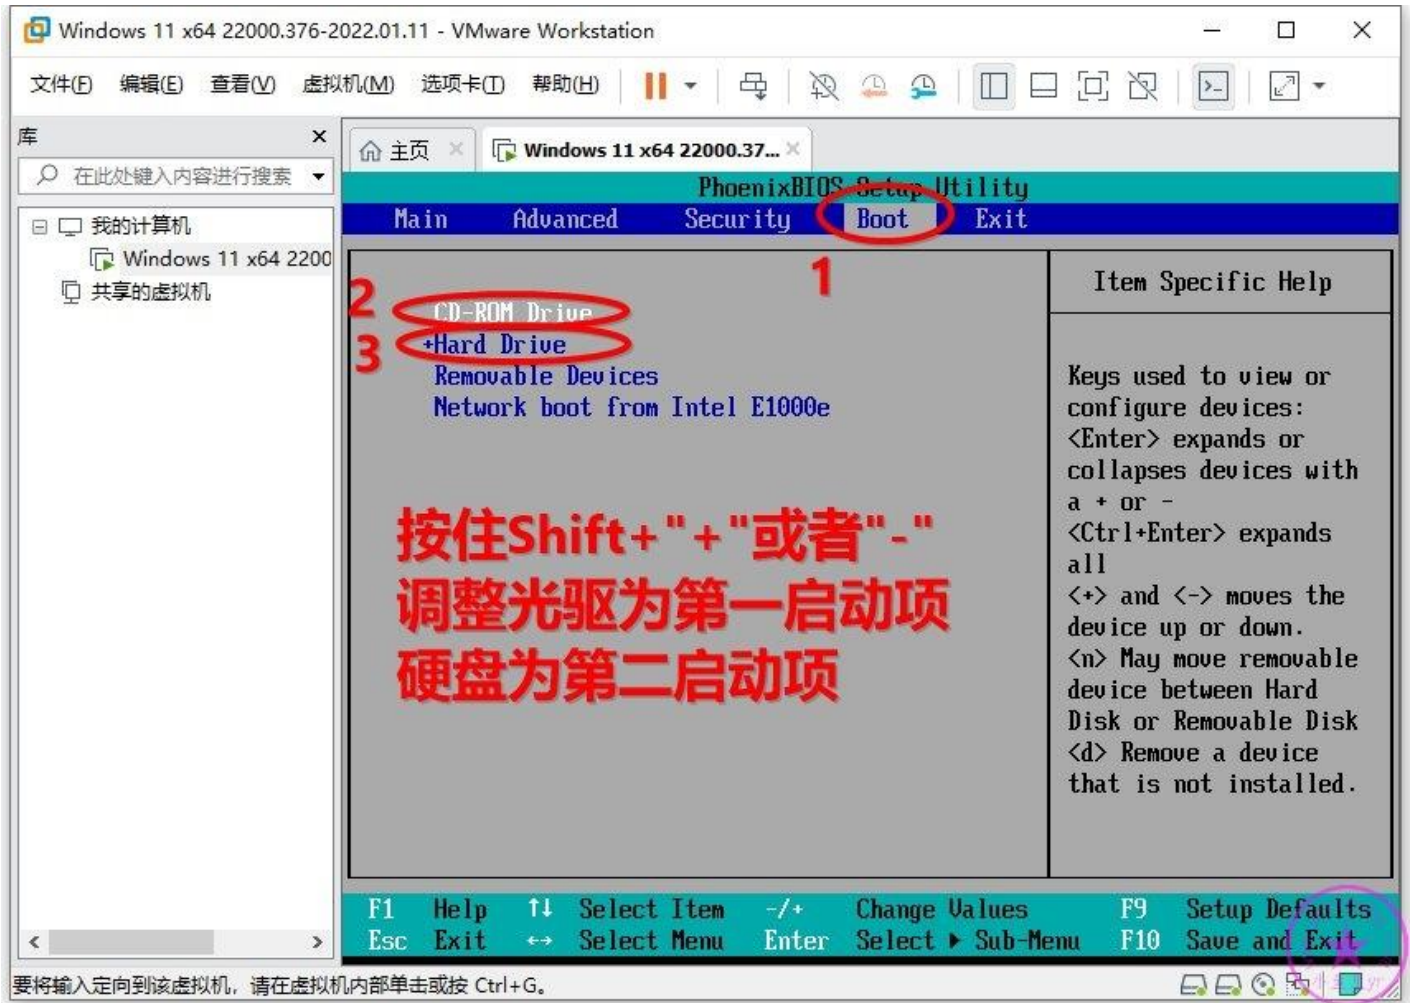 Windows 11 x64 22000.376-2022.01.11 - VMware Workstation
文件(F) 编辑(E) 查看(V) 虚拟机(M) 选项卡(T) 帮助(H)
库
在此处键入内容进行搜索
我的计算机
Windows 11 x64 2200
共享的虚拟机
主页
Windows 11 x64 22000.37...
PhoenixBIOS Setup Utility
Main Advanced Security Boot Exit
1
2
CD-ROM Drive
3
+Hard Drive
Removable Devices
Network boot from Intel E1000e
按住Shift+"+"或者"-"
调整光驱为第一启动项
硬盘为第二启动项
Item Specific Help
Keys used to view or
configure devices:
<Enter> expands or
collapses devices with
a + or -
<Ctrl+Enter> expands
all
<+> and <-> moves the
device up or down.
<n> May move removable
device between Hard
Disk or Removable Disk
<d> Remove a device
that is not installed.
F1 Help ↑↓ Select Item -/+ Change Values F9 Setup Defaults
Esc Exit ↔ Select Menu Enter Select ▶ Sub-Menu F10 Save and Exit
要将输入定向到该虚拟机，请在虚拟机内部单击或按 Ctrl+G。